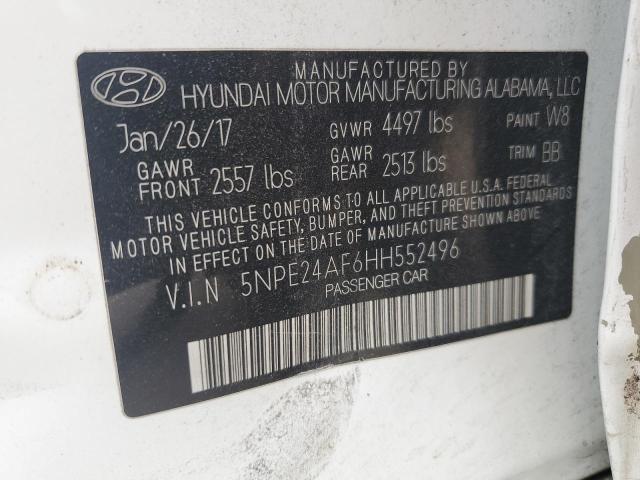 MANUFACTURED BY
HYUNDAI MOTOR MANUFACTURING ALABAMA, LLC
Jan/26/17 GVWR 4497 lbs PAINT W8
GAWR FRONT 2557 lbs GAWR REAR 2513 lbs TRIM BB
THIS VEHICLE CONFORMS TO ALL APPLICABLE U.S.A. FEDERAL
MOTOR VEHICLE SAFETY, BUMPER, AND THEFT PREVENTION STANDARDS
IN EFFECT ON THE DATE OF MANUFACTURE SHOWN ABOVE.
V.I.N 5NPE24AF6HH552496
PASSENGER CAR